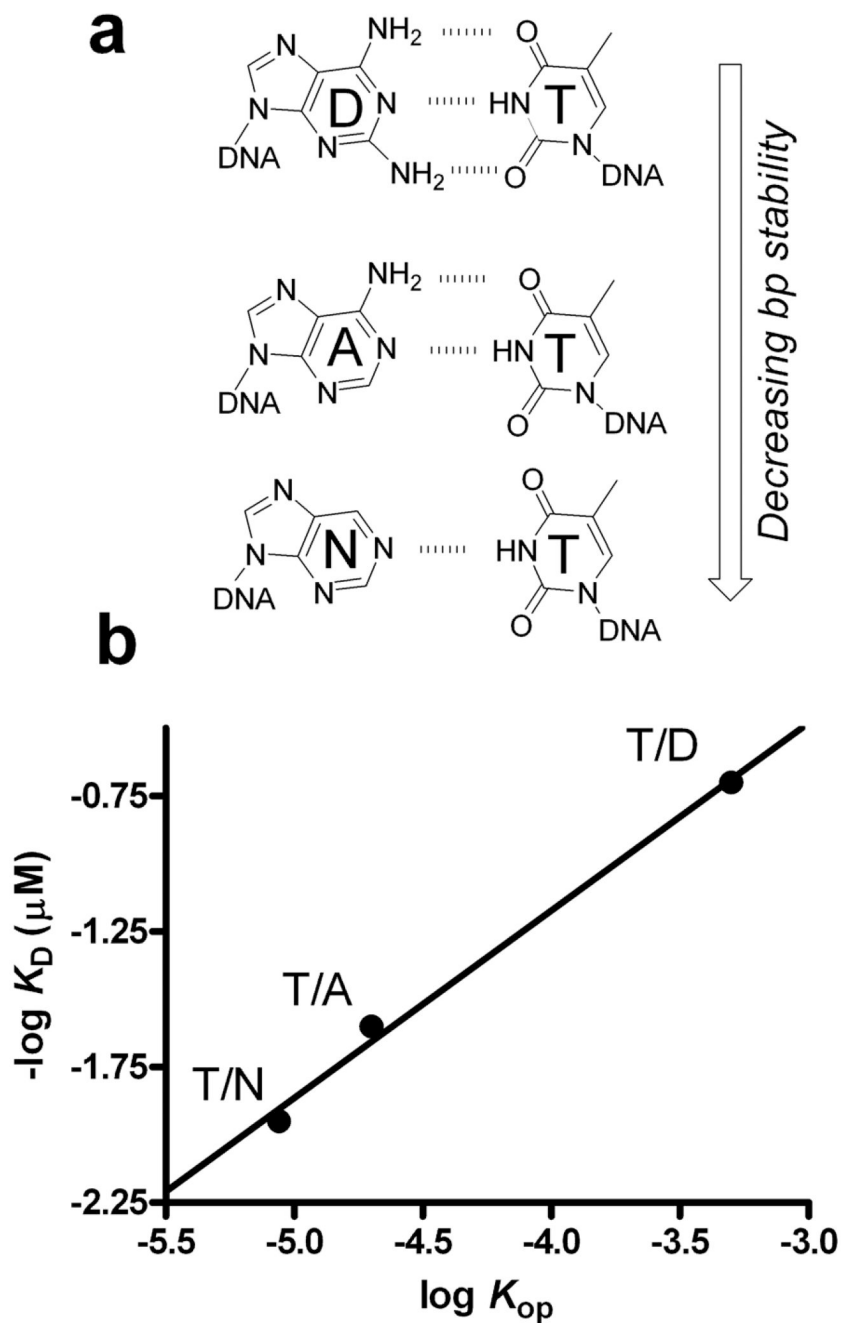 a
NH₂
O
N
N
D
N
HN
T
N
N
DNA
NH₂
O
N
DNA
NH₂
O
N
N
A
N
HN
T
N
N
DNA
O
N
DNA
O
N
N
N
N
HN
T
N
DNA
O
N
DNA
Decreasing bp stability
b
T/D
T/A
T/N
-log K_D (μM)
-0.75
-1.25
-1.75
-2.25
-5.5 -5.0 -4.5 -4.0 -3.5 -3.0
log K_op